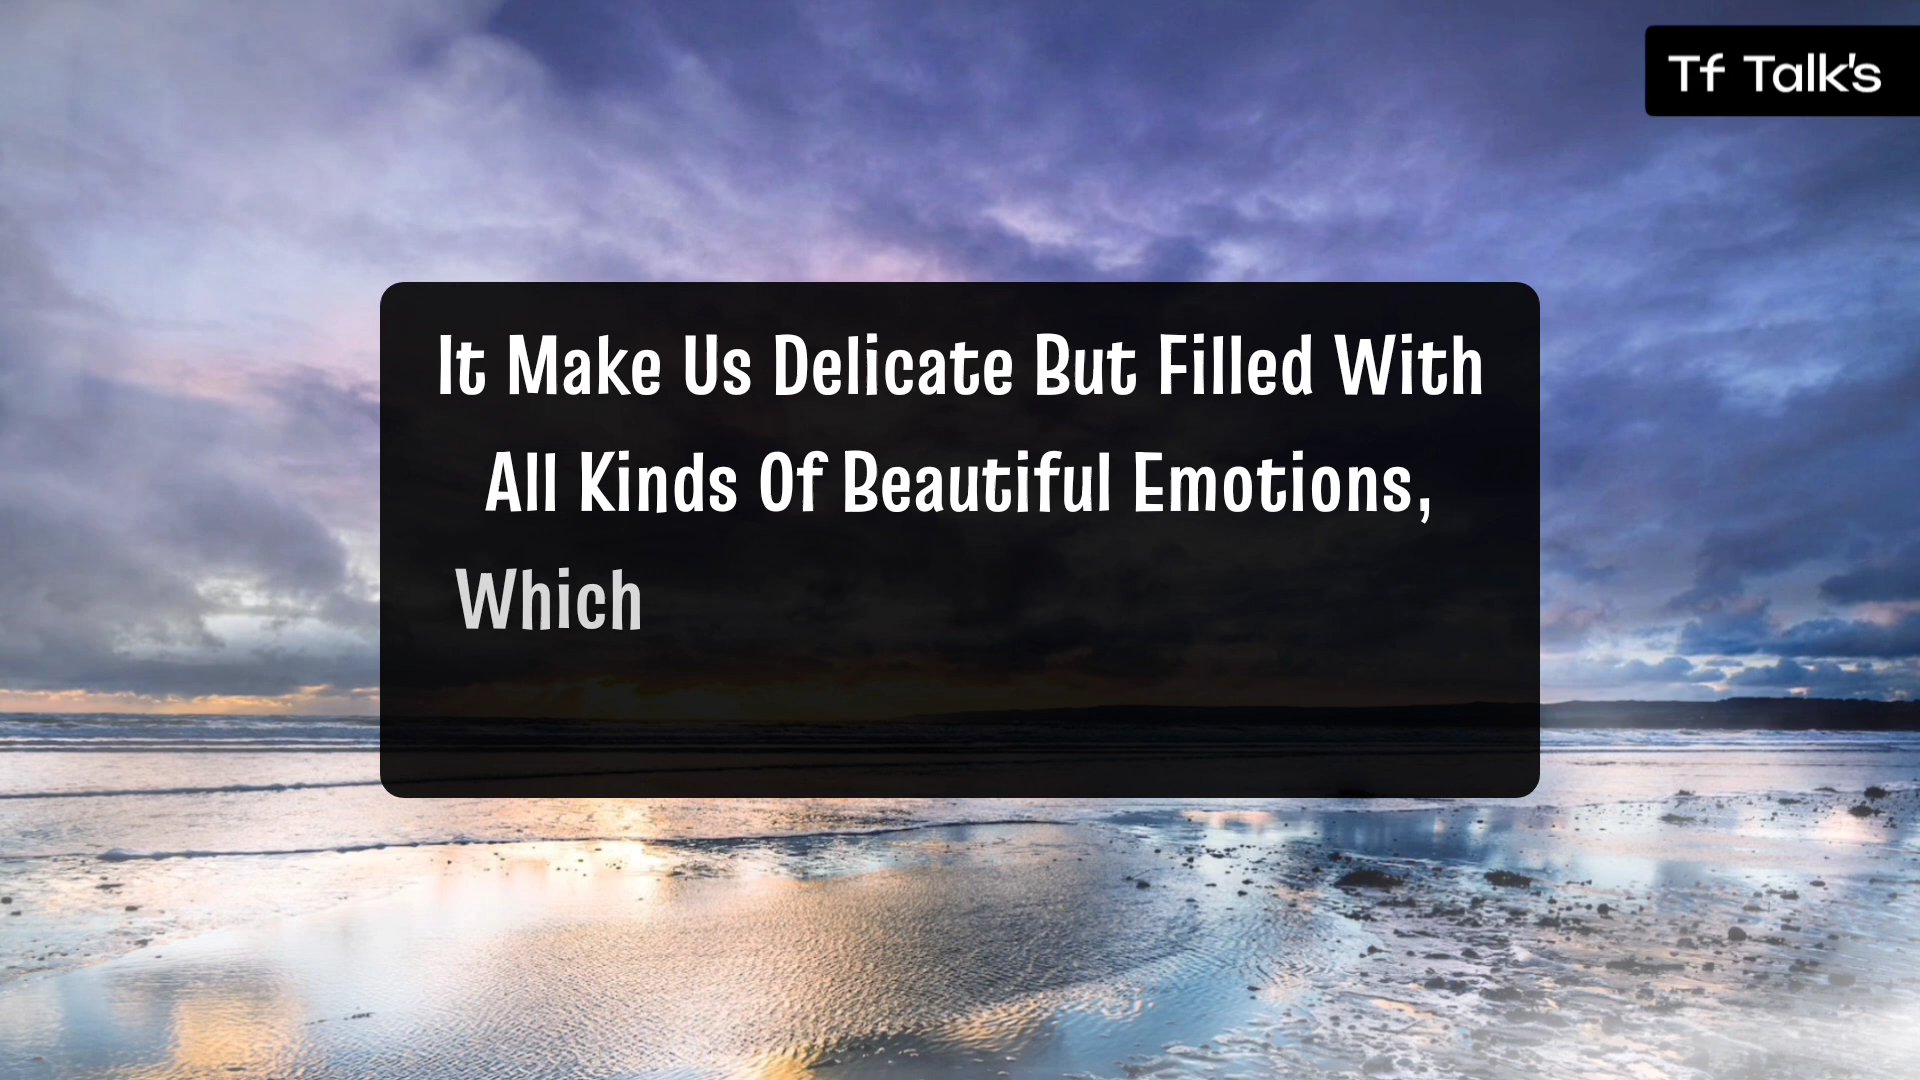 Tf Talk's
It Make Us Delicate But Filled With
All Kinds Of Beautiful Emotions,
Which